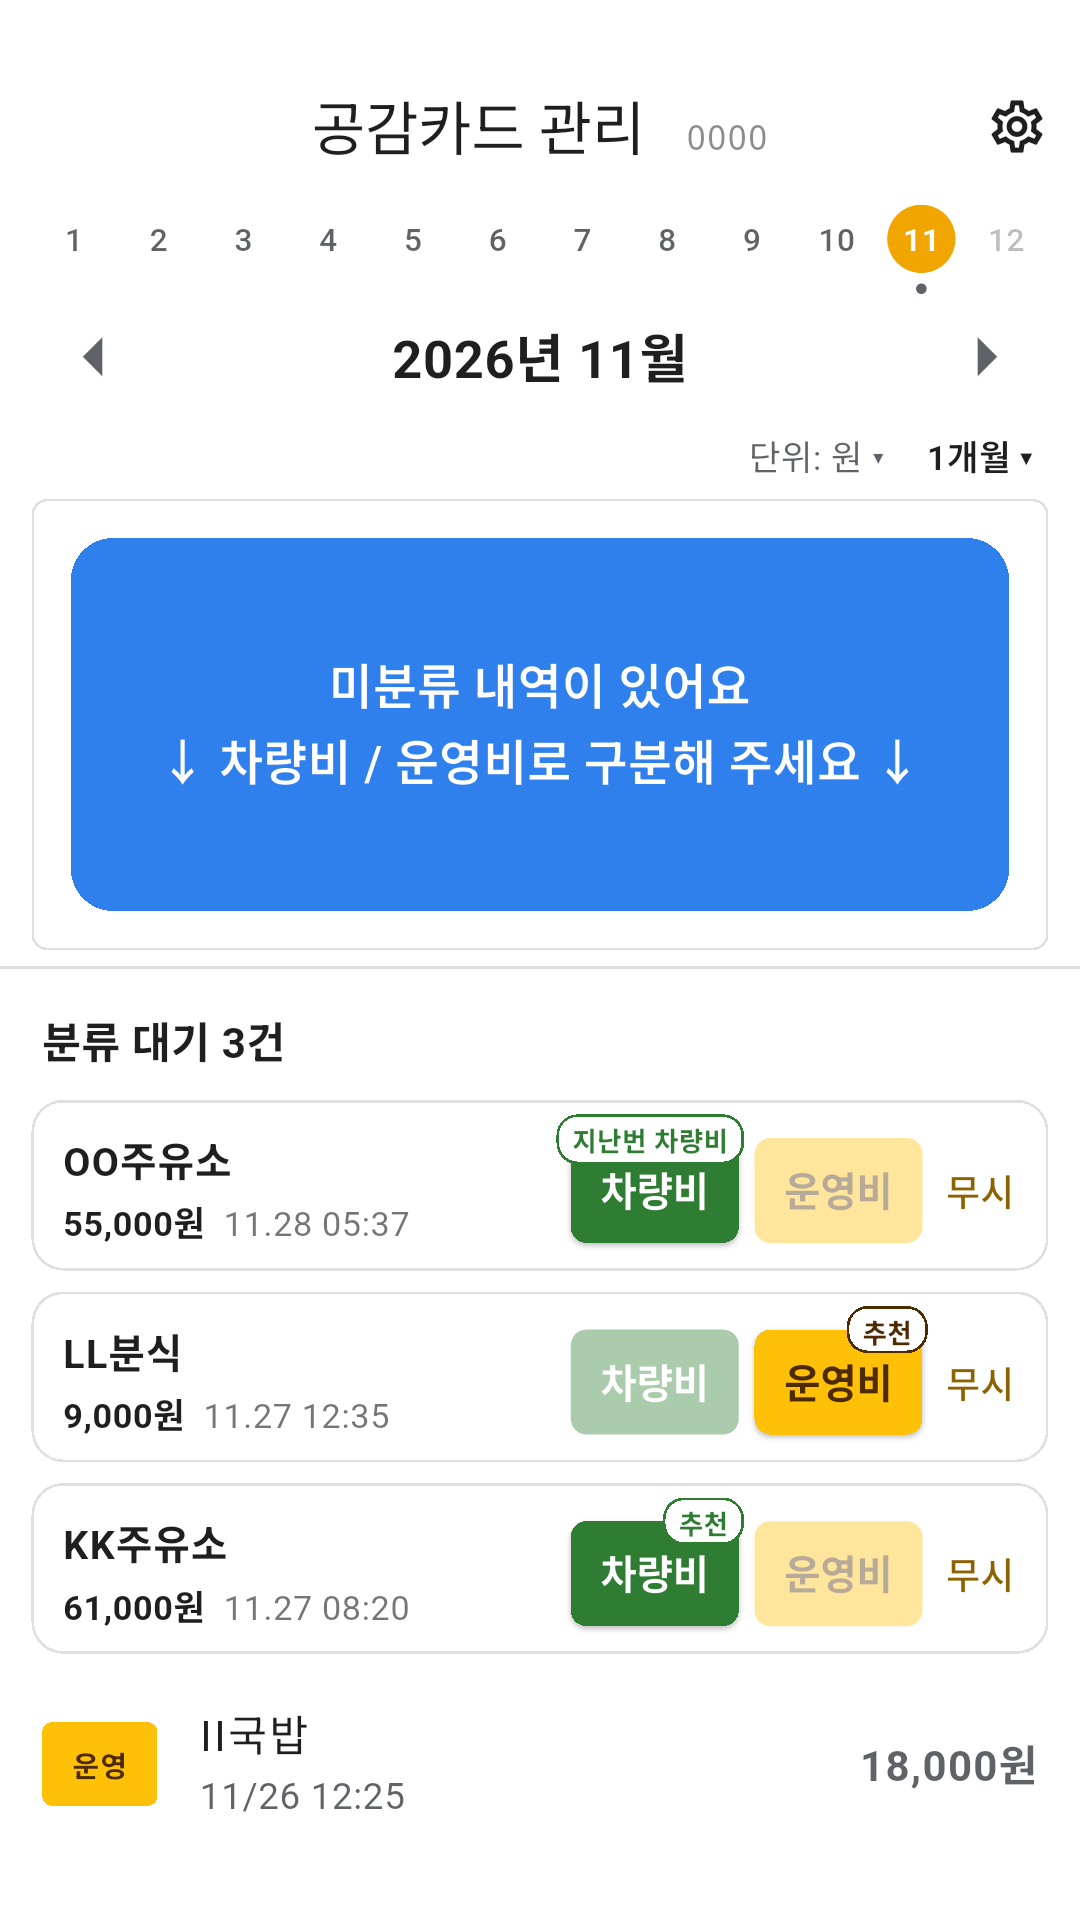 공감카드 관리 0000
1 2 3 4 5 6 7 8 9 10 11 12
2026년 11월
단위: 원 ▾ 1개월 ▾
미분류 내역이 있어요
↓ 차량비 / 운영비로 구분해 주세요 ↓
분류 대기 3건
지난번 차량비
OO주유소 차량비 운영비 무시
55,000원 11.28 05:37
추천
LL분식 차량비 운영비 무시
9,000원 11.27 12:35
추천
KK주유소 차량비 운영비 무시
61,000원 11.27 08:20
운영 II국밥 18,000원
11/26 12:25